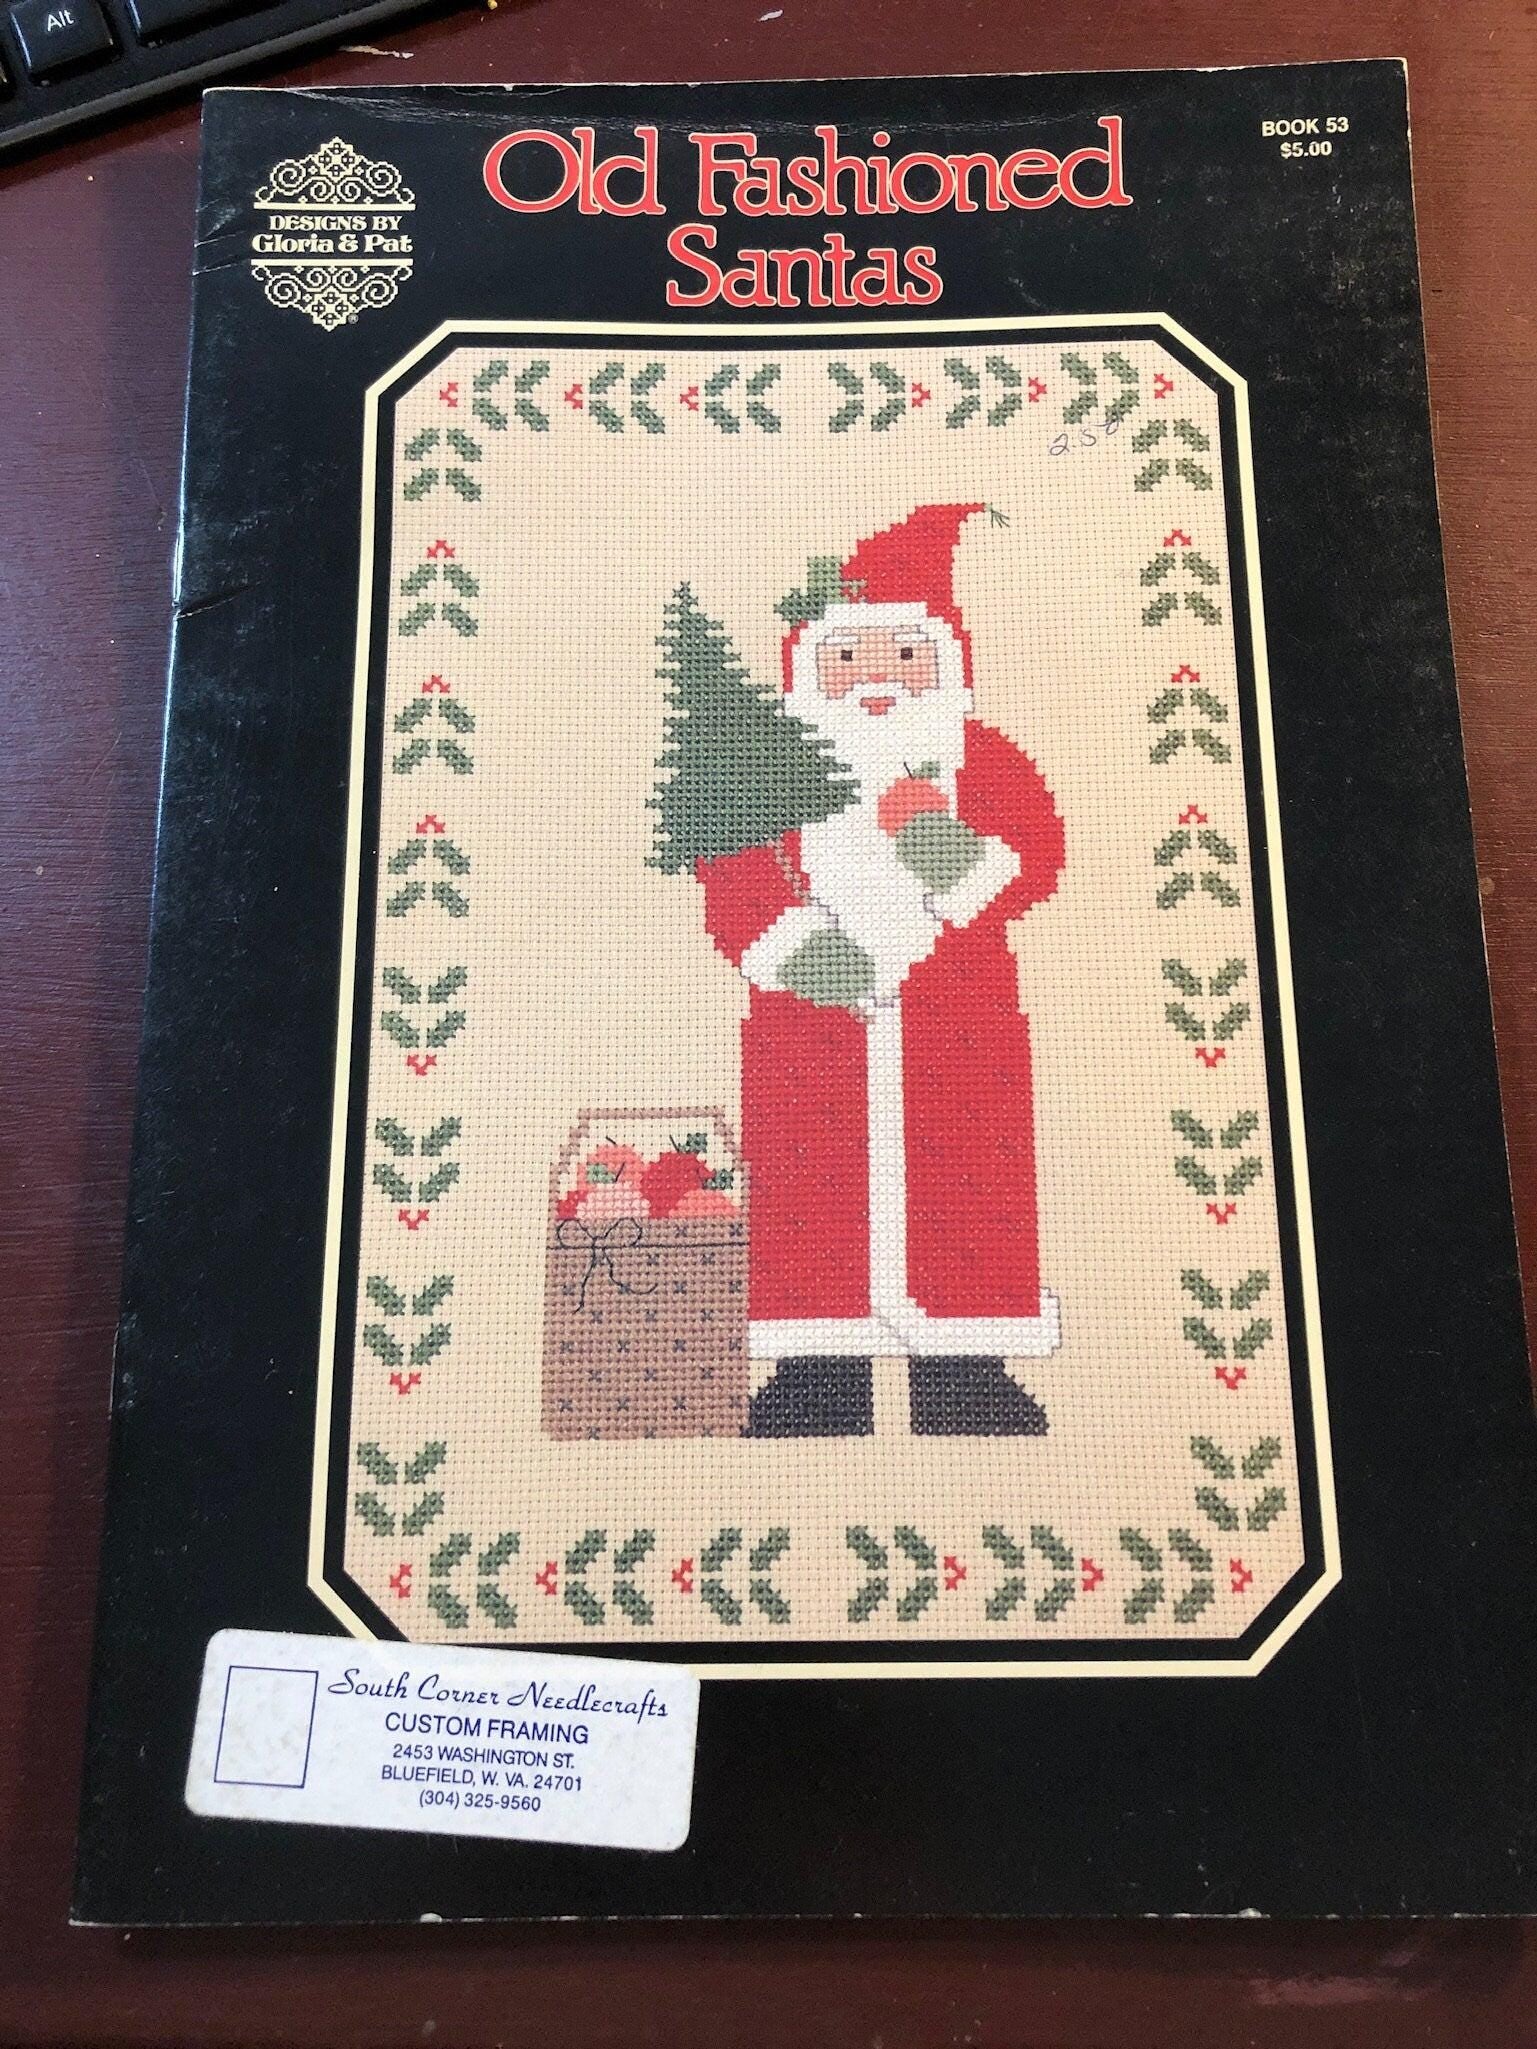 Alt
DESIGNS BY
Gloria & Pat
®
Old Fashioned
Santas
BOOK 53
$5.00
250
South Corner Needlecrafts
CUSTOM FRAMING
2453 WASHINGTON ST.
BLUEFIELD, W. VA. 24701
(304) 325-9560